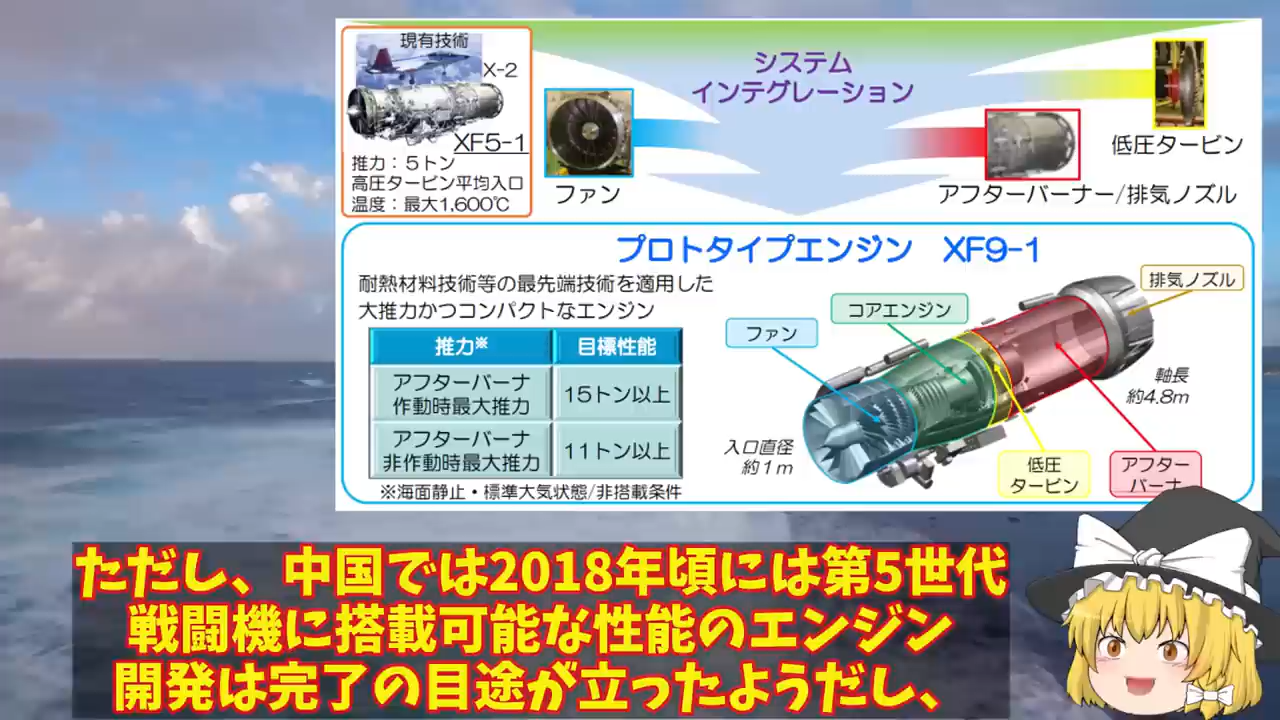 現有技術
X-2
XF5-1
推力：５トン
高圧タービン平均入口
温度：最大1,600℃
システム
インテグレーション
ファン
低圧タービン
アフターバーナー/排気ノズル
プロトタイプエンジン　XF9-1
耐熱材料技術等の最先端技術を適用した
大推力かつコンパクトなエンジン
推力※
目標性能
アフターバーナ
作動時最大推力
15トン以上
アフターバーナ
非作動時最大推力
11トン以上
※海面静止・標準大気状態/非搭載条件
ファン
コアエンジン
排気ノズル
軸長
約4.8m
入口直径
約１ｍ
低圧
タービン
アフター
バーナ
ただし、中国では2018年頃には第5世代
戦闘機に搭載可能な性能のエンジン
開発は完了の目途が立ったようだし、